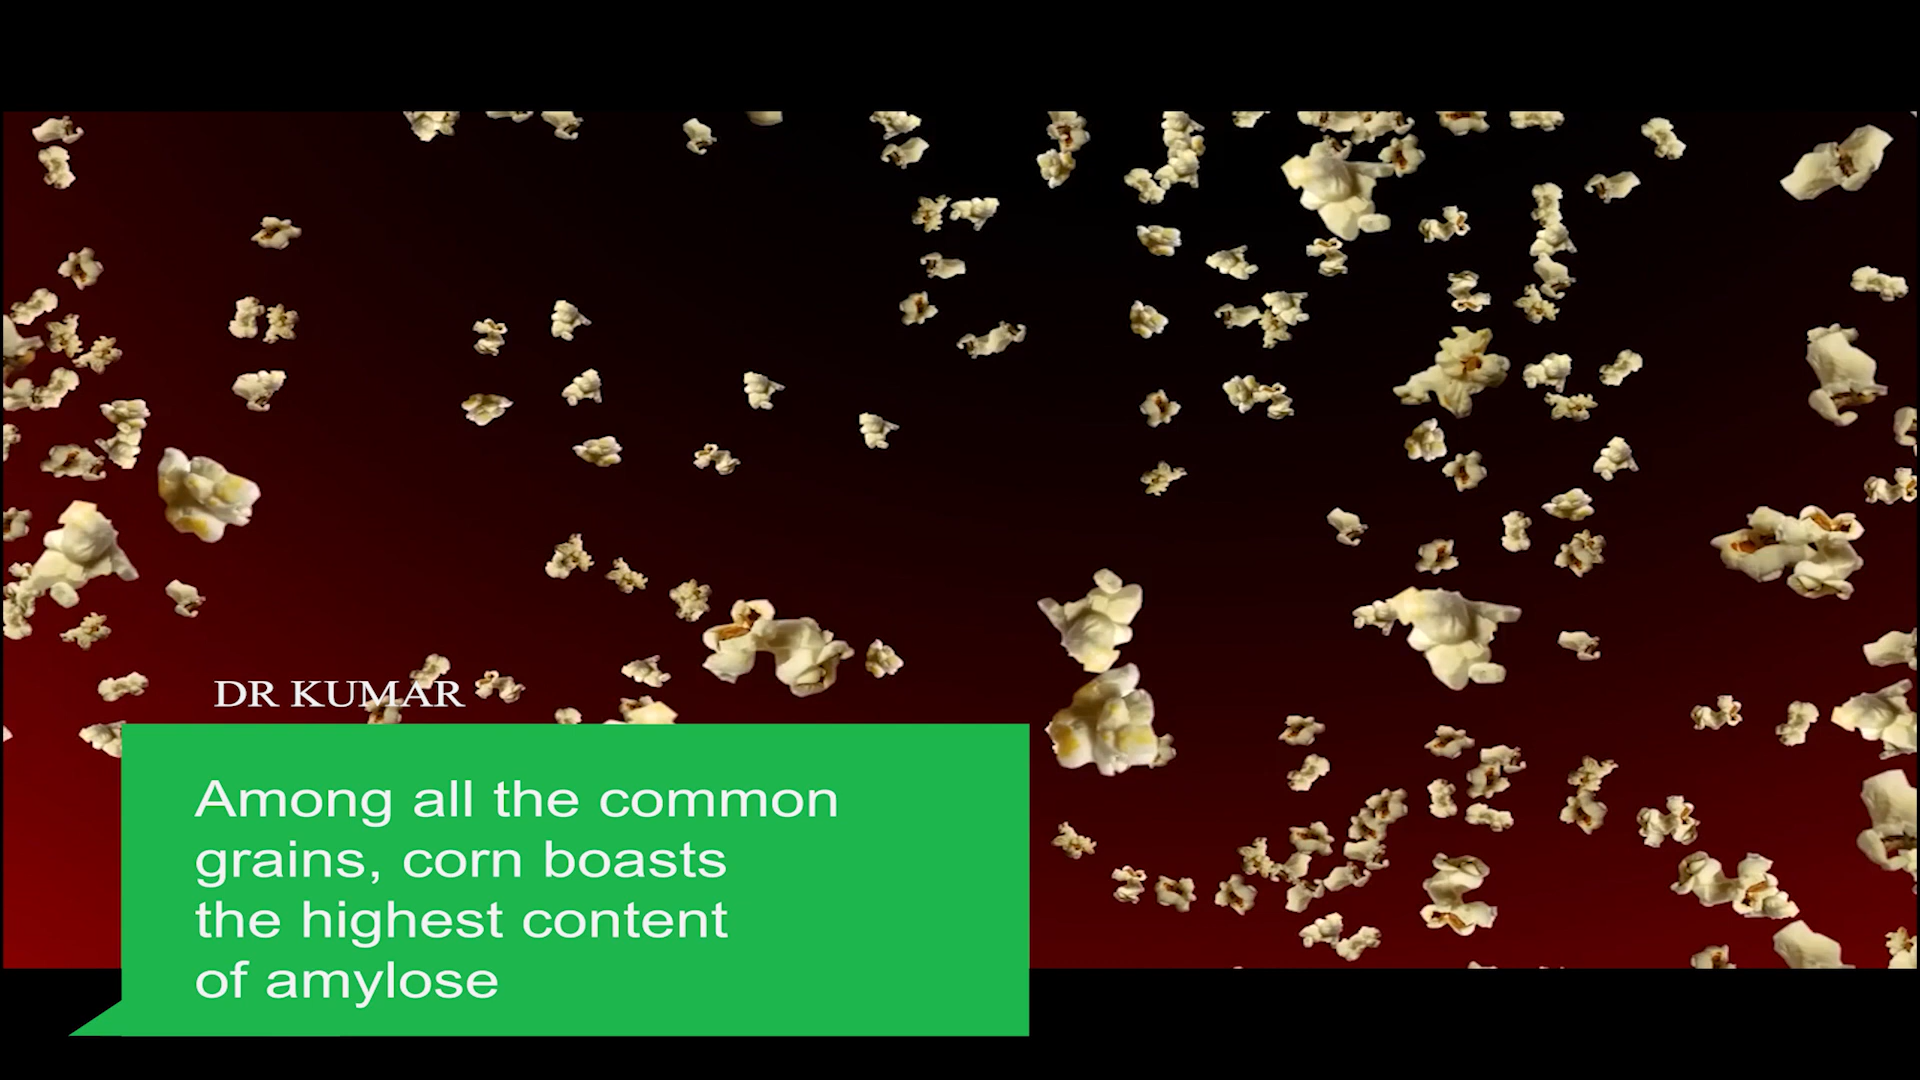 DR KUMAR
Among all the common
grains, corn boasts
the highest content
of amylose